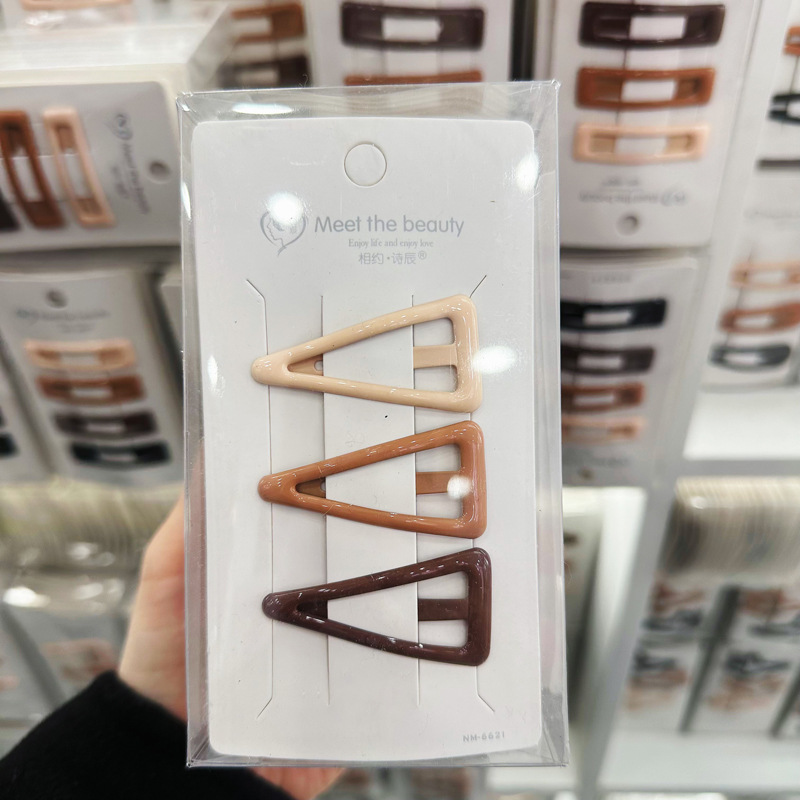 Meet the beauty
Enjoy life and enjoy love
相约·诗辰®
NM-6621